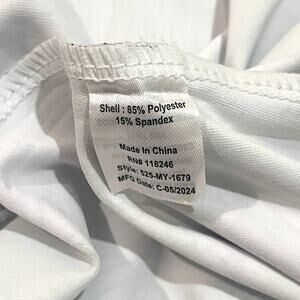 Shell : 85% Polyester
15% Spandex
Made In China
RN# 118246
Style: 525-MY-1679
MFG Date: C-05/2024